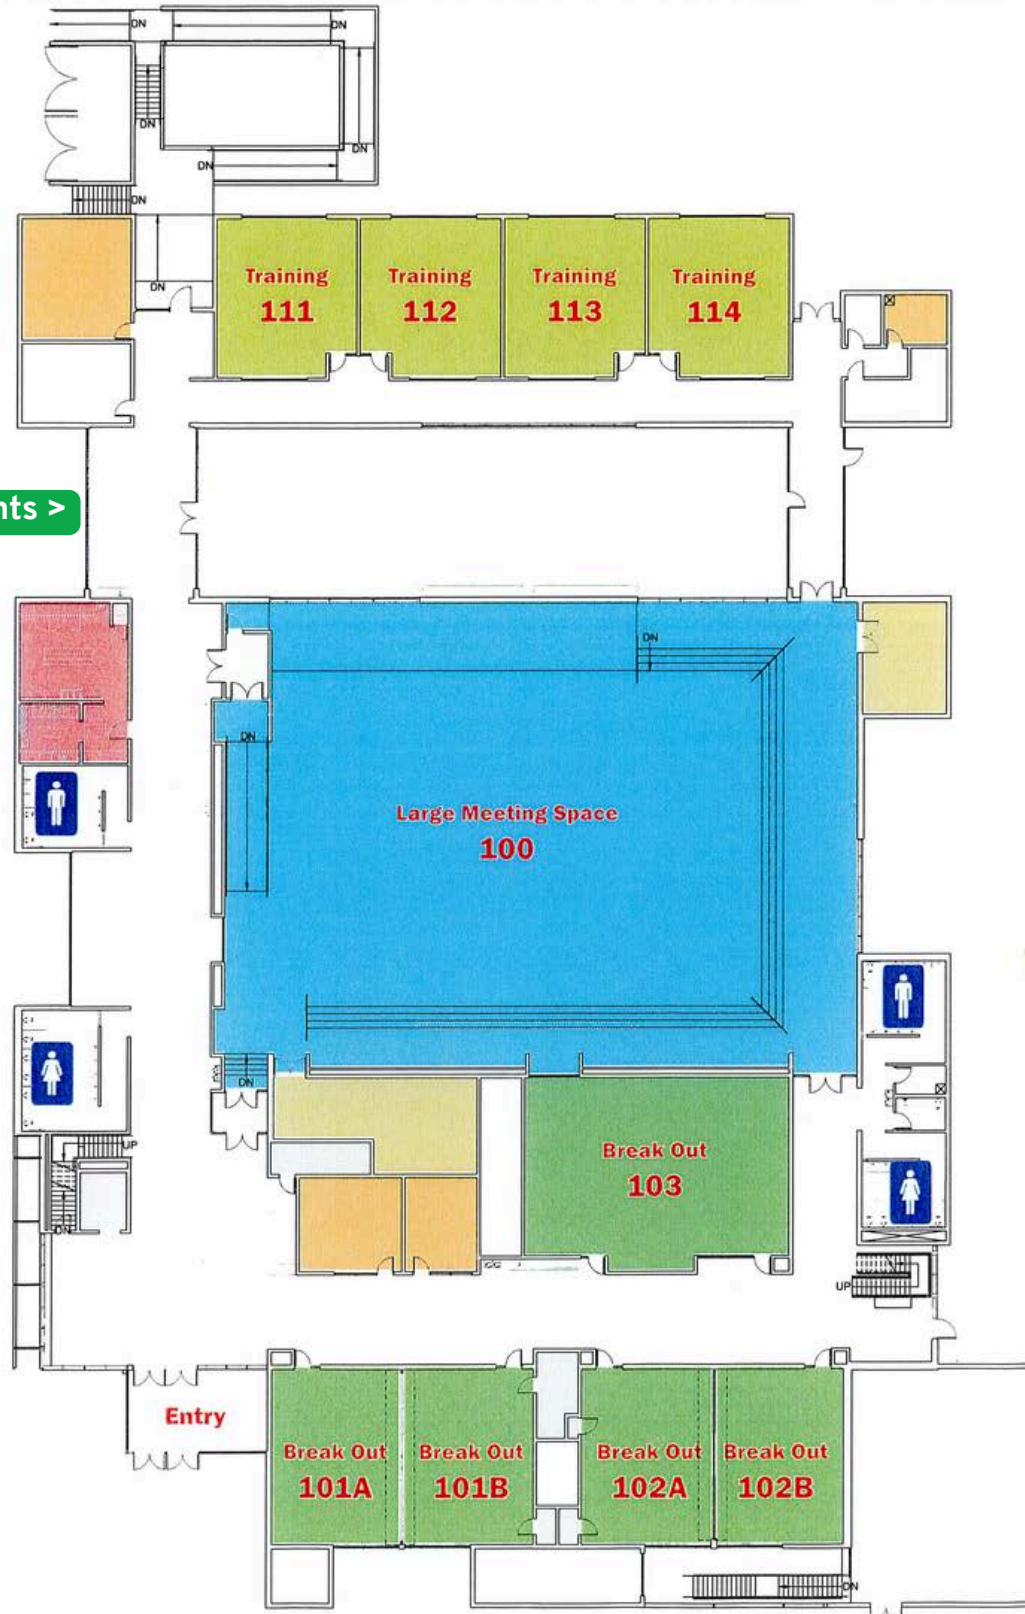 DN
DN
DN
DN
DN
DN
DN
Training
111
Training
112
Training
113
Training
114
nts >
DN
DN
Large Meeting Space
100
DN
UP
DN
Break Out
103
UP
Entry
Break Out
101A
Break Out
101B
Break Out
102A
Break Out
102B
DN